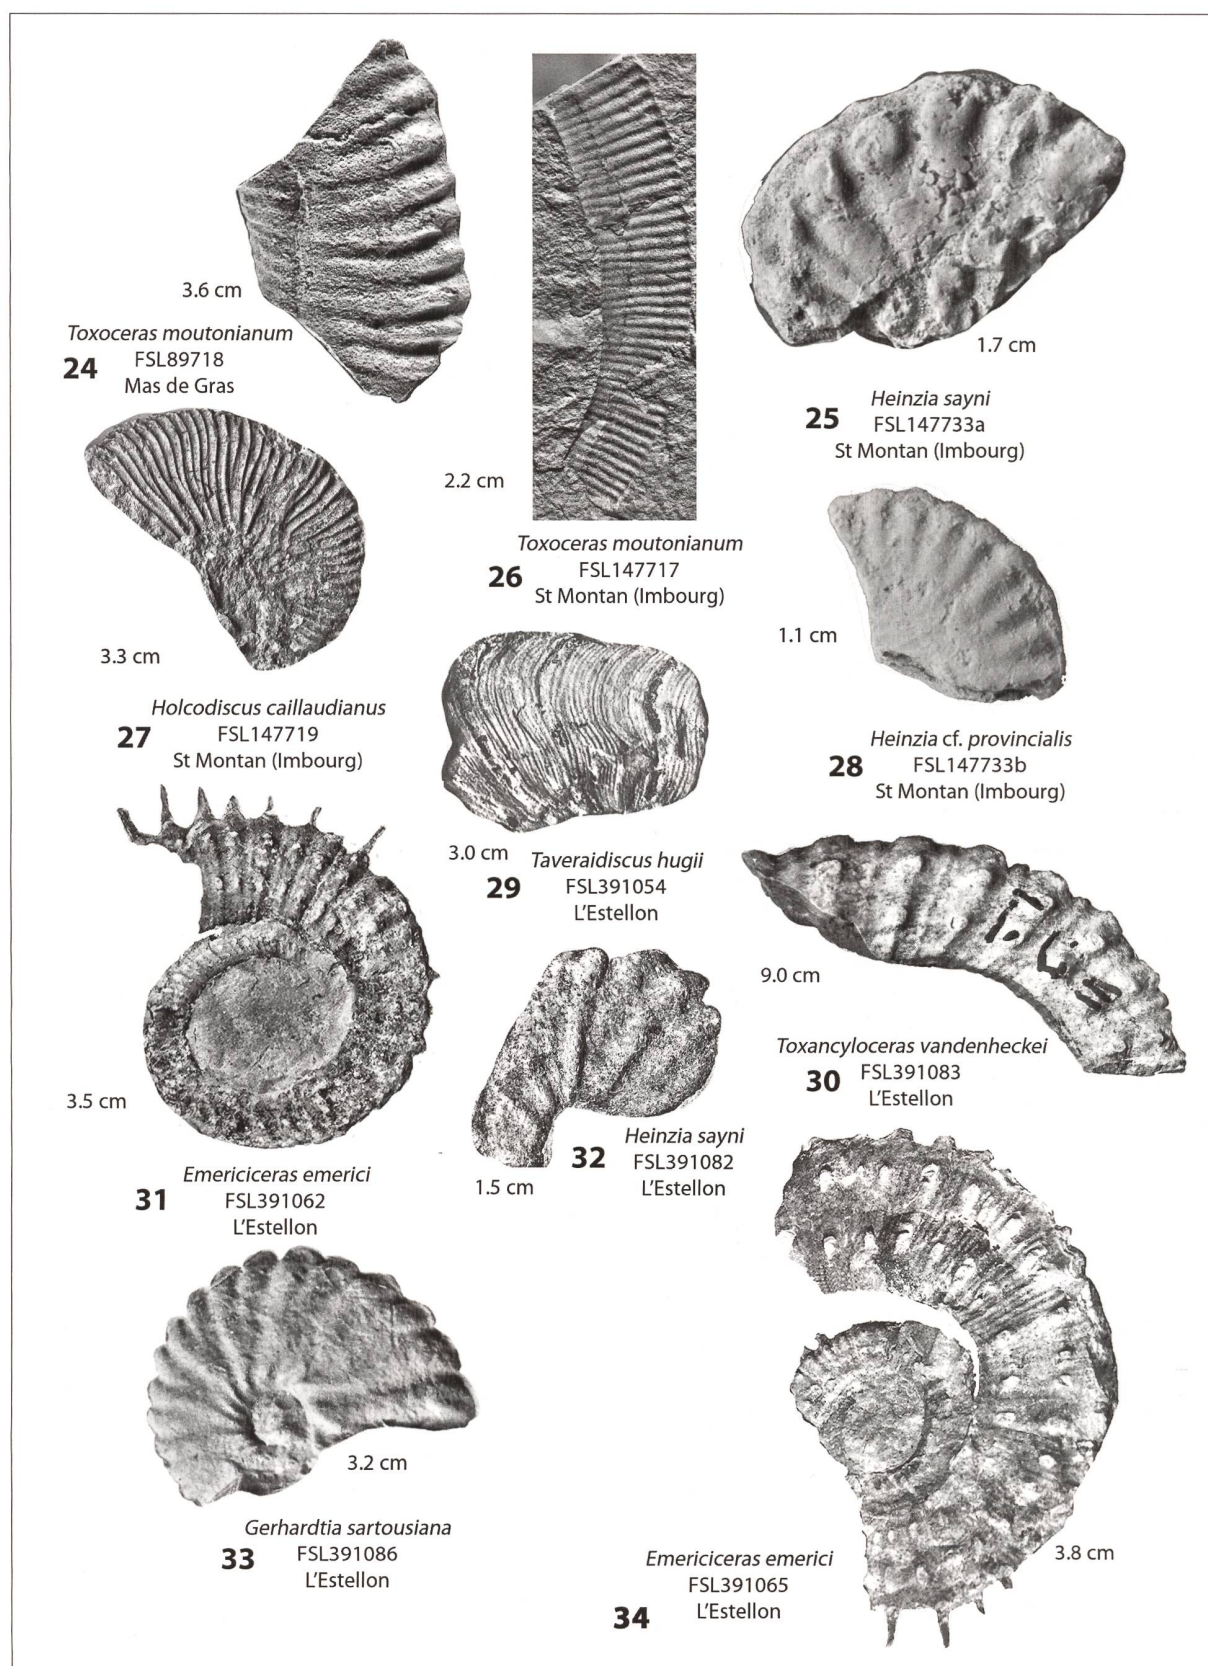 3.6 cm
Toxoceras moutonianum
24
FSL89718
Mas de Gras
2.2 cm
Toxoceras moutonianum
26
FSL147717
St Montan (Imbourg)
1.7 cm
Heinzia sayni
25
FSL147733a
St Montan (Imbourg)
3.3 cm
Holcodiscus caillaudianus
27
FSL147719
St Montan (Imbourg)
1.1 cm
Heinzia cf. provincialis
28
FSL147733b
St Montan (Imbourg)
3.0 cm
Taveraidiscus hugii
29
FSL391054
L'Estellon
9.0 cm
Toxancyloceras vandenheckei
30
FSL391083
L'Estellon
3.5 cm
Emericiceras emerici
31
FSL391062
L'Estellon
Heinzia sayni
32
FSL391082
L'Estellon
1.5 cm
3.2 cm
Gerhardtia sartousiana
33
FSL391086
L'Estellon
3.8 cm
Emericiceras emerici
FSL391065
L'Estellon
34